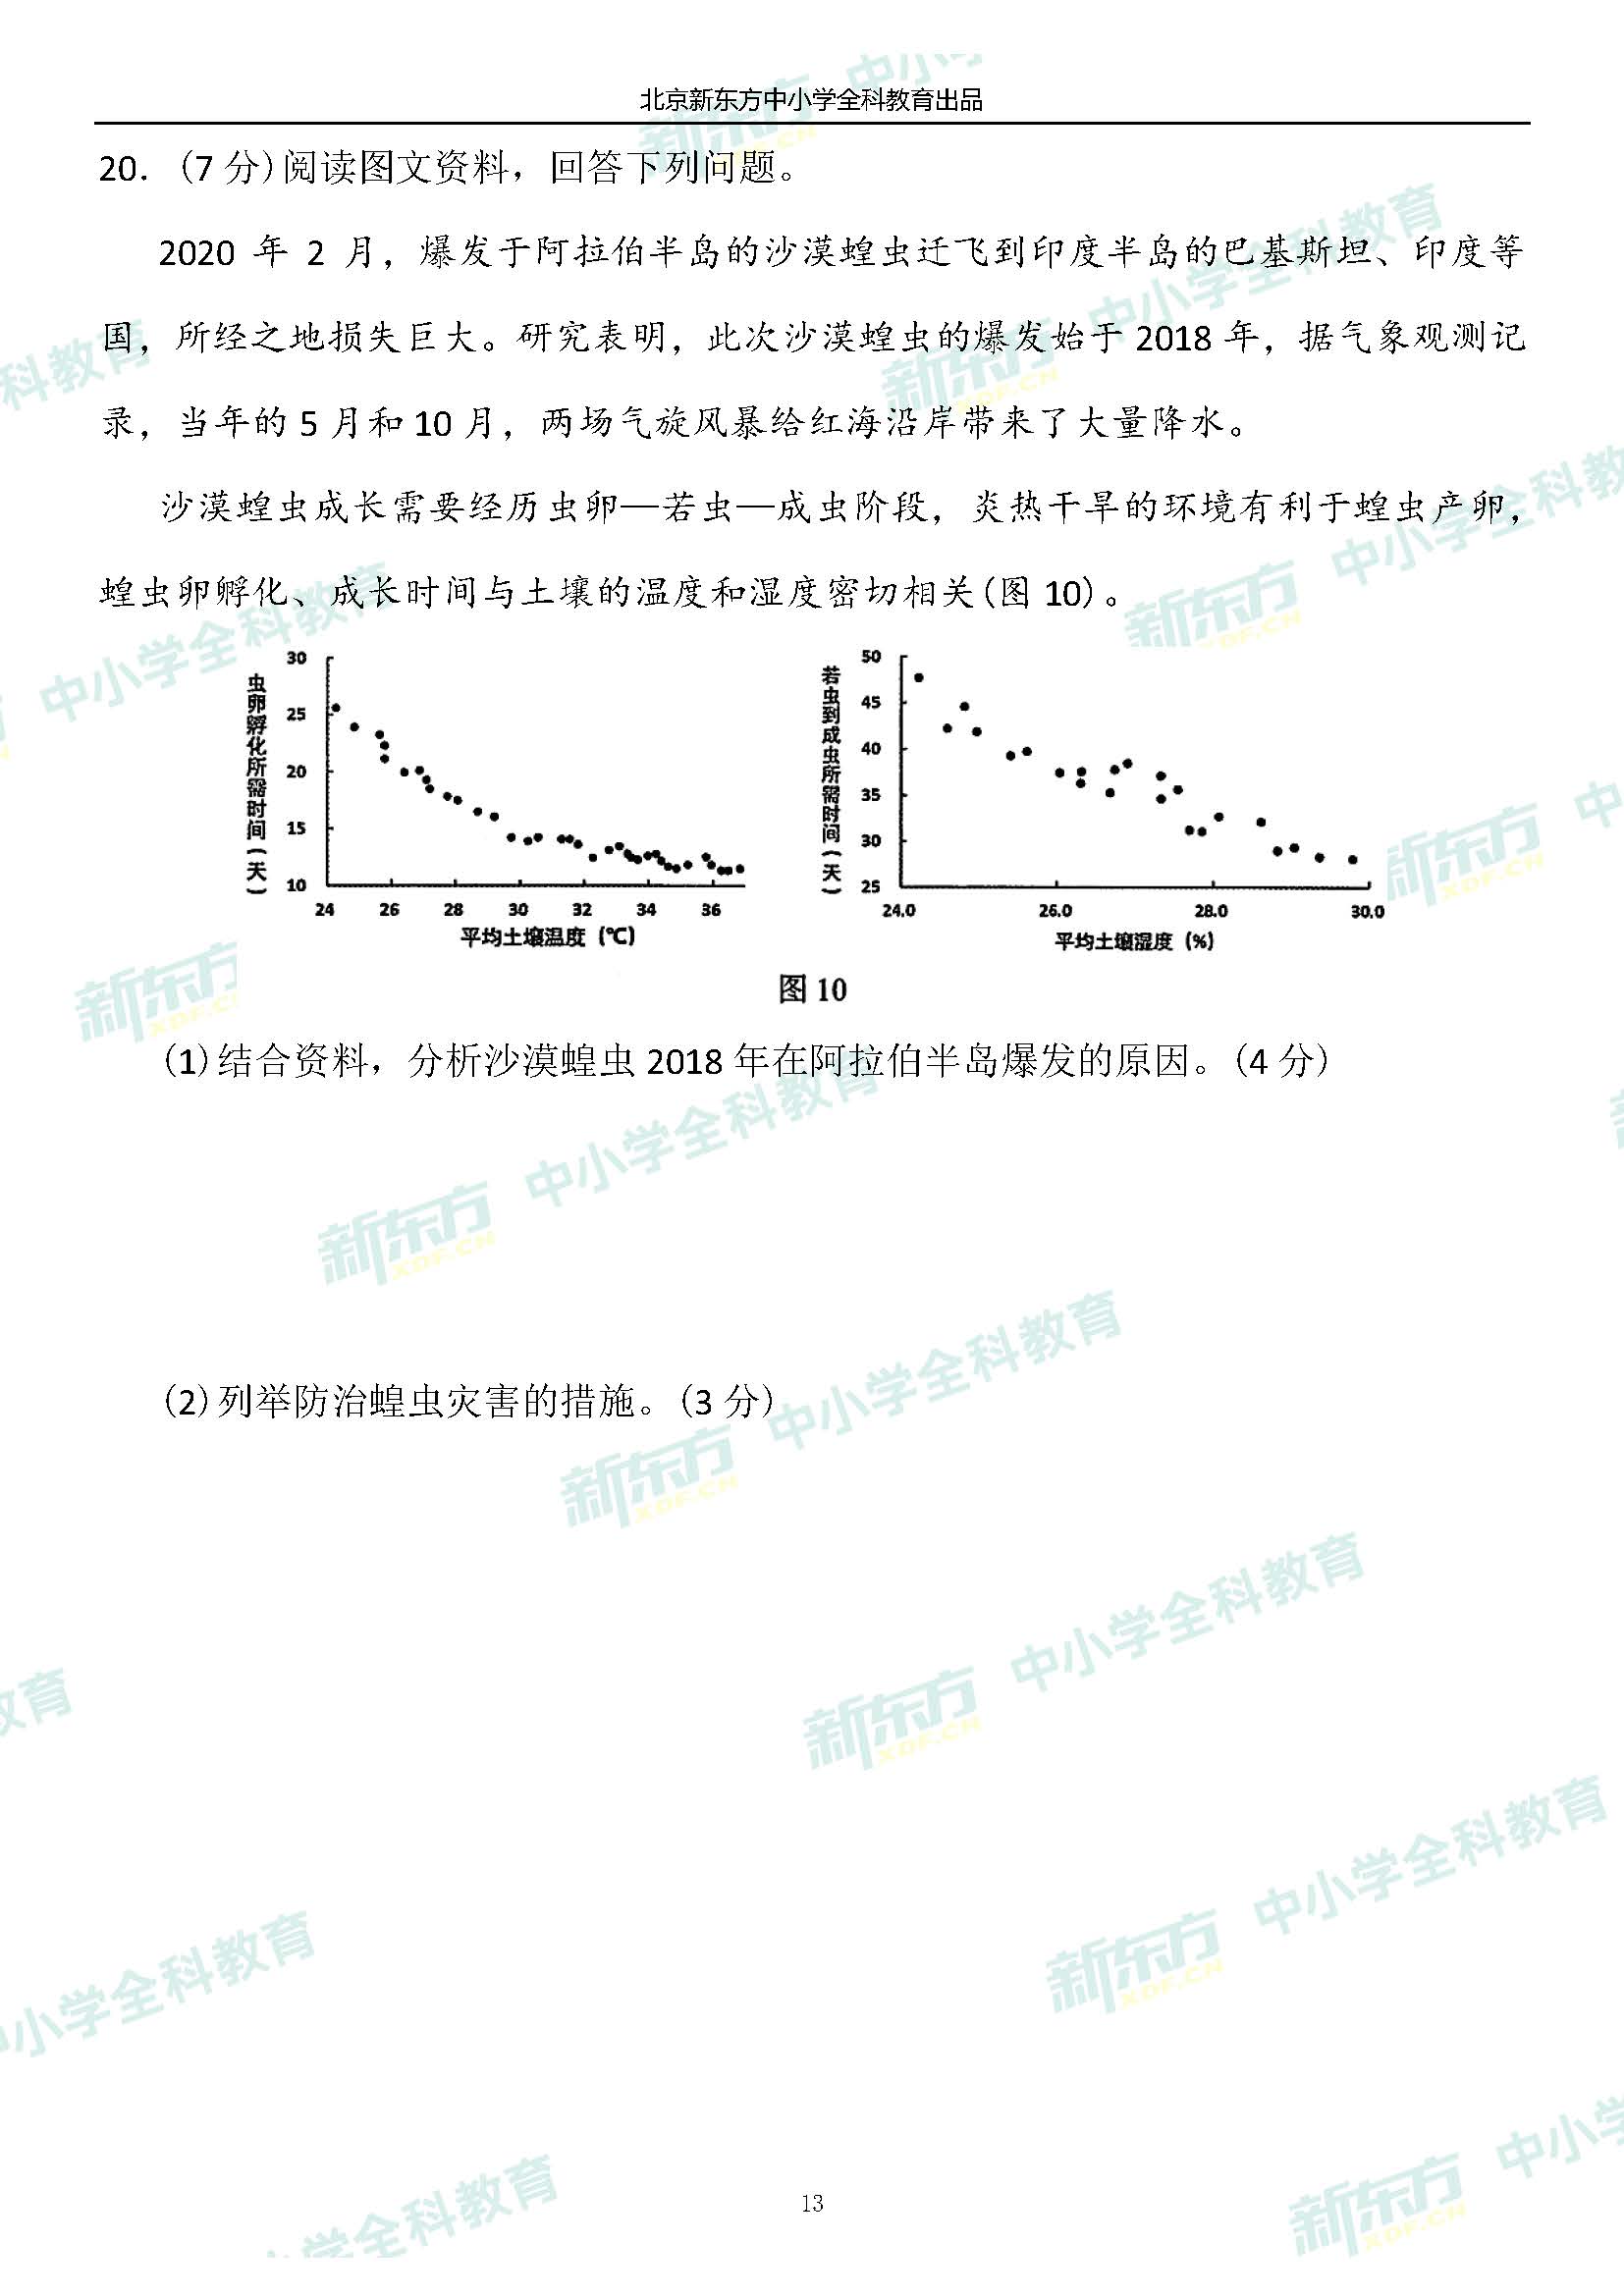 北京新东方中小学全科教育出品
20. (7 分)阅读图文资料，回答下列问题。
2020 年 2 月，爆发于阿拉伯半岛的沙漠蝗虫迁飞到印度半岛的巴基斯坦、印度等
国，所经之地损失巨大。研究表明，此次沙漠蝗虫的爆发始于 2018 年，据气象观测记
录，当年的 5 月和 10 月，两场气旋风暴给红海沿岸带来了大量降水。
沙漠蝗虫成长需要经历虫卵—若虫—成虫阶段，炎热干旱的环境有利于蝗虫产卵，
蝗虫卵孵化、成长时间与土壤的温度和湿度密切相关(图 10)。
虫卵孵化所需时间(天)
30
25
20
15
10
24 26 28 30 32 34 36
平均土壤温度 (℃)
若虫到成虫所需时间(天)
50
45
40
35
30
25
24.0 26.0 28.0 30.0
平均土壤湿度 (%)
图 10
(1)结合资料，分析沙漠蝗虫 2018 年在阿拉伯半岛爆发的原因。(4 分)
(2)列举防治蝗虫灾害的措施。(3 分)
13
新东方 XDF.CN 中小学全科教育